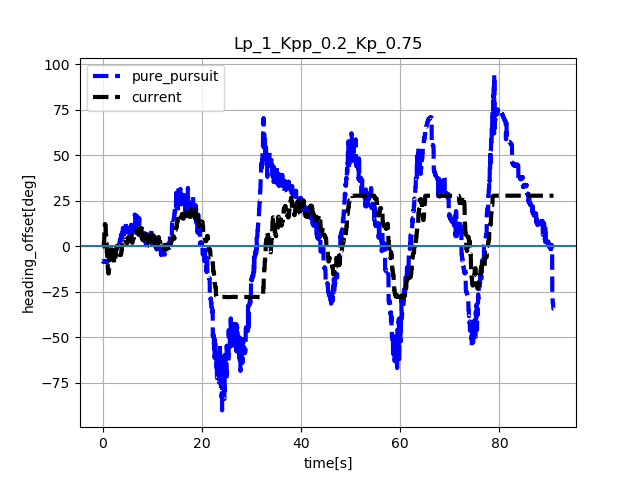 Lp_1_Kpp_0.2_Kp_0.75
100
75
50
25
0
−25
−50
−75
heading_offset[deg]
pure_pursuit
current
0 20 40 60 80
time[s]